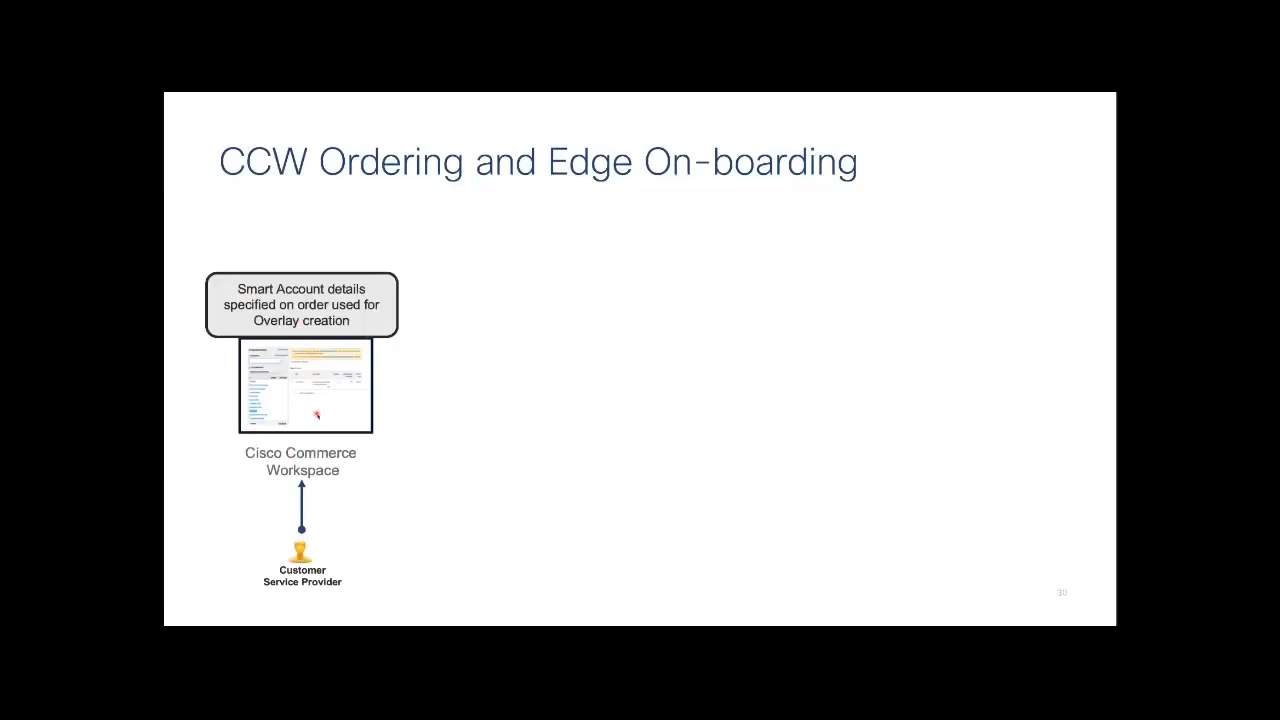 CCW Ordering and Edge On-boarding
Smart Account details
specified on order used for
Overlay creation
Cisco Commerce
Workspace
Customer
Service Provider
30